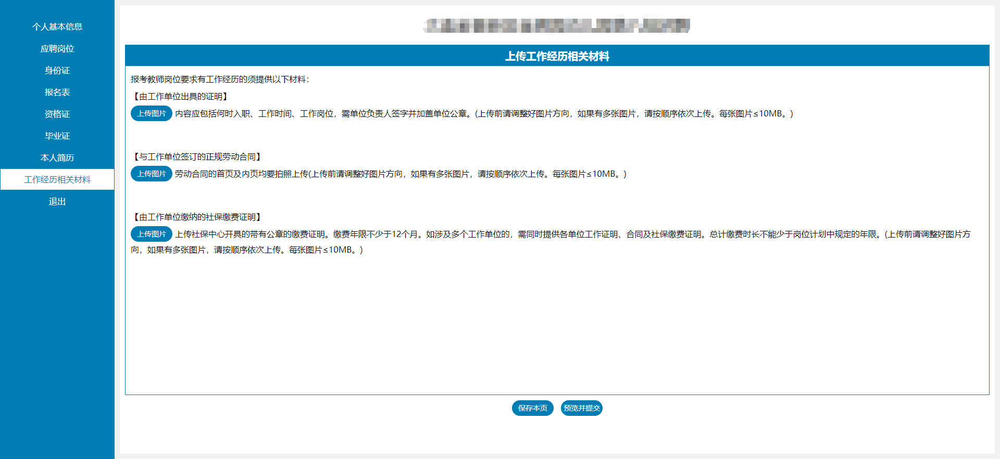 个人基本信息
应聘岗位
身份证
报名表
资格证
毕业证
本人简历
工作经历相关材料
退出
上传工作经历相关材料
报考教师岗位要求有工作经历的须提供以下材料：
【由工作单位出具的证明】
上传图片 内容应包括何时入职、工作时间、工作岗位，需单位负责人签字并加盖单位公章。(上传前请调整好图片方向，如果有多张图片，请按顺序依次上传。每张图片≤10MB。)
【与工作单位签订的正规劳动合同】
上传图片 劳动合同的首页及内页均要拍照上传(上传前请调整好图片方向，如果有多张图片，请按顺序依次上传。每张图片≤10MB。)
【由工作单位缴纳的社保缴费证明】
上传图片 上传社保中心开具的带有公章的缴费证明。缴费年限不少于12个月。如涉及多个工作单位的，需同时提供各单位工作证明、合同及社保缴费证明。总计缴费时长不能少于岗位计划中规定的年限。(上传前请调整好图片方
向，如果有多张图片，请按顺序依次上传。每张图片≤10MB。)
保存本页 预览并提交